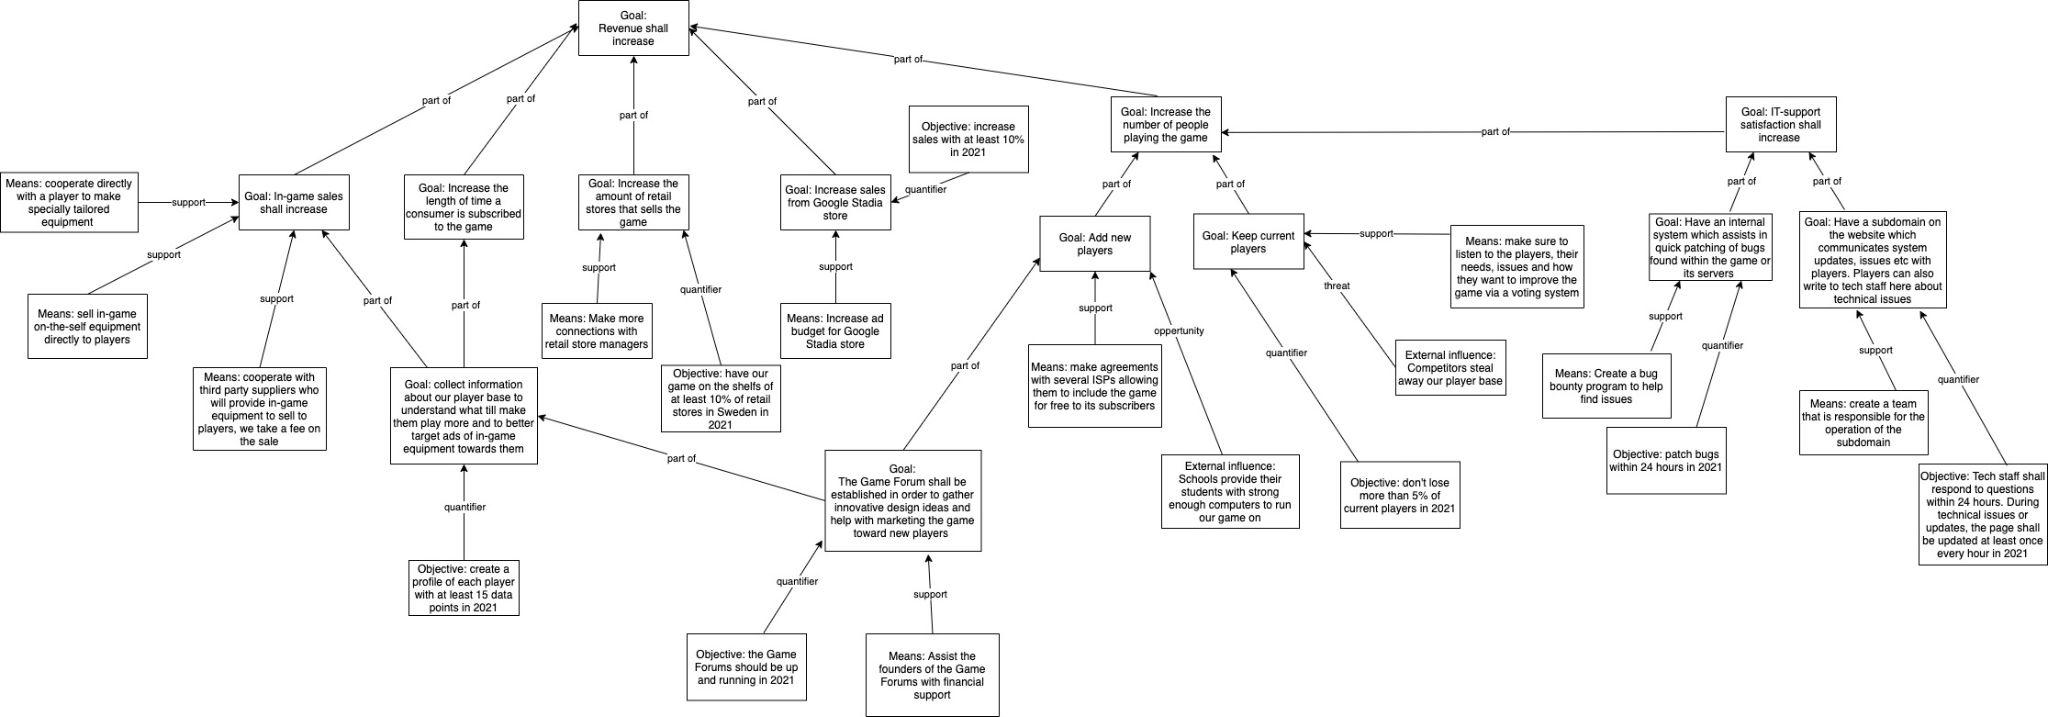 Goal:
Revenue shall
increase
part of
part of
part of
part of
part of
Objective: increase
sales with at least 10%
in 2021
quantifier
Goal: Increase the
number of people
playing the game
part of
Goal: IT-support
satisfaction shall
increase
Means: cooperate directly
with a player to make
specially tailored
equipment
support
Goal: In-game sales
shall increase
Goal: Increase the
length of time a
consumer is subscribed
to the game
Goal: Increase the
amount of retail
stores that sells the
game
Goal: Increase sales
from Google Stadia
store
part of
part of
part of
part of
Goal: Add new
players
Goal: Keep current
players
support
Means: make sure to
listen to the players, their
needs, issues and how
they want to improve the
game via a voting system
Goal: Have an internal
system which assists in
quick patching of bugs
found within the game or
its servers
Goal: Have a subdomain on
the website which
communicates system
updates, issues etc with
players. Players can also
write to tech staff here about
technical issues
support
support
part of
part of
support
quantifier
support
support
opportunity
threat
quantifier
support
quantifier
support
quantifier
Means: sell in-game
on-the-self equipment
directly to players
Means: Make more
connections with
retail store managers
Means: Increase ad
budget for Google
Stadia store
Means: cooperate with
third party suppliers who
will provide in-game
equipment to sell to
players, we take a fee on
the sale
Goal: collect information
about our player base to
understand what till make
them play more and to better
target ads of in-game
equipment towards them
Objective: have our
game on the shelfs of
at least 10% of retail
stores in Sweden in
2021
part of
Means: make agreements
with several ISPs allowing
them to include the game
for free to its subscribers
External influence:
Competitors steal
away our player base
Means: Create a bug
bounty program to help
find issues
Means: create a team
that is responsible for the
operation of the
subdomain
part of
Goal:
The Game Forum shall be
established in order to gather
innovative design ideas and
help with marketing the game
toward new players
External influence:
Schools provide their
students with strong
enough computers to run
our game on
Objective: don't lose
more than 5% of
current players in 2021
Objective: patch bugs
within 24 hours in 2021
Objective: Tech staff shall
respond to questions
within 24 hours. During
technical issues or
updates, the page shall
be updated at least once
every hour in 2021
quantifier
Objective: create a
profile of each player
with at least 15 data
points in 2021
quantifier
support
Objective: the Game
Forums should be up
and running in 2021
Means: Assist the
founders of the Game
Forums with financial
support